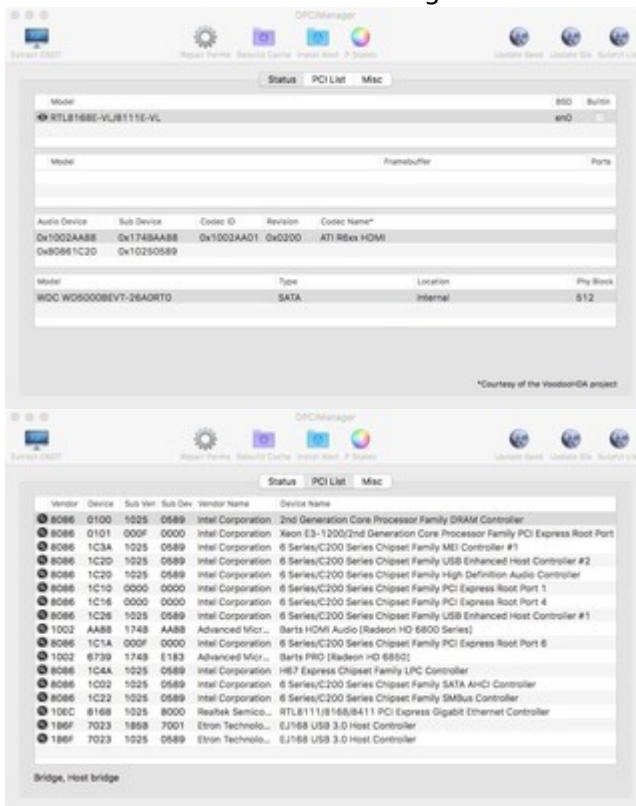 DPCIManager
Extract DSDT Repair Perms Rebuild Cache Install Kext P States Update Seed Update IDs Submit
Status PCI List Misc
Model BSD Builtin
RTL8168E-VL/8111E-VL en0
Model Framebuffer Ports
Audio Device Sub Device Codec ID Revision Codec Name*
0x1002AA88 0x174BAA88 0x1002AA01 0x0200 ATI R6xx HDMI
0x80861C20 0x10250589
Model Type Location Phy Block
WDC WD5000BEVT-26A0RT0 SATA Internal 512
*Courtesy of the VoodooHDA project
DPCIManager
Extract DSDT Repair Perms Rebuild Cache Install Kext P States Update Seed Update IDs Submit
Status PCI List Misc
Vendor Device Sub Ven Sub Dev Vendor Name Device Name
8086 0100 1025 0589 Intel Corporation 2nd Generation Core Processor Family DRAM Controller
8086 0101 000F 0000 Intel Corporation Xeon E3-1200/2nd Generation Core Processor Family PCI Express Root Port
8086 1C3A 1025 0589 Intel Corporation 6 Series/C200 Series Chipset Family MEI Controller #1
8086 1C2D 1025 0589 Intel Corporation 6 Series/C200 Series Chipset Family USB Enhanced Host Controller #2
8086 1C20 1025 0589 Intel Corporation 6 Series/C200 Series Chipset Family High Definition Audio Controller
8086 1C10 0000 0000 Intel Corporation 6 Series/C200 Series Chipset Family PCI Express Root Port 1
8086 1C16 0000 0000 Intel Corporation 6 Series/C200 Series Chipset Family PCI Express Root Port 4
8086 1C26 1025 0589 Intel Corporation 6 Series/C200 Series Chipset Family USB Enhanced Host Controller #1
1002 AA88 174B AA88 Advanced Micr... Barts HDMI Audio [Radeon HD 6800 Series]
8086 1C1A 000F 0000 Intel Corporation 6 Series/C200 Series Chipset Family PCI Express Root Port 6
1002 6739 174B E183 Advanced Micr... Barts PRO [Radeon HD 6850]
8086 1C4A 1025 0589 Intel Corporation H67 Express Chipset Family LPC Controller
8086 1C02 1025 0589 Intel Corporation 6 Series/C200 Series Chipset Family SATA AHCI Controller
8086 1C22 1025 0589 Intel Corporation 6 Series/C200 Series Chipset Family SMBus Controller
10EC 8168 1025 8000 Realtek Semico... RTL8111/8168/8411 PCI Express Gigabit Ethernet Controller
1B6F 7023 1B5B 7001 Etron Technolo... EJ168 USB 3.0 Host Controller
1B6F 7023 1025 0589 Etron Technolo... EJ168 USB 3.0 Host Controller
Bridge, Host bridge